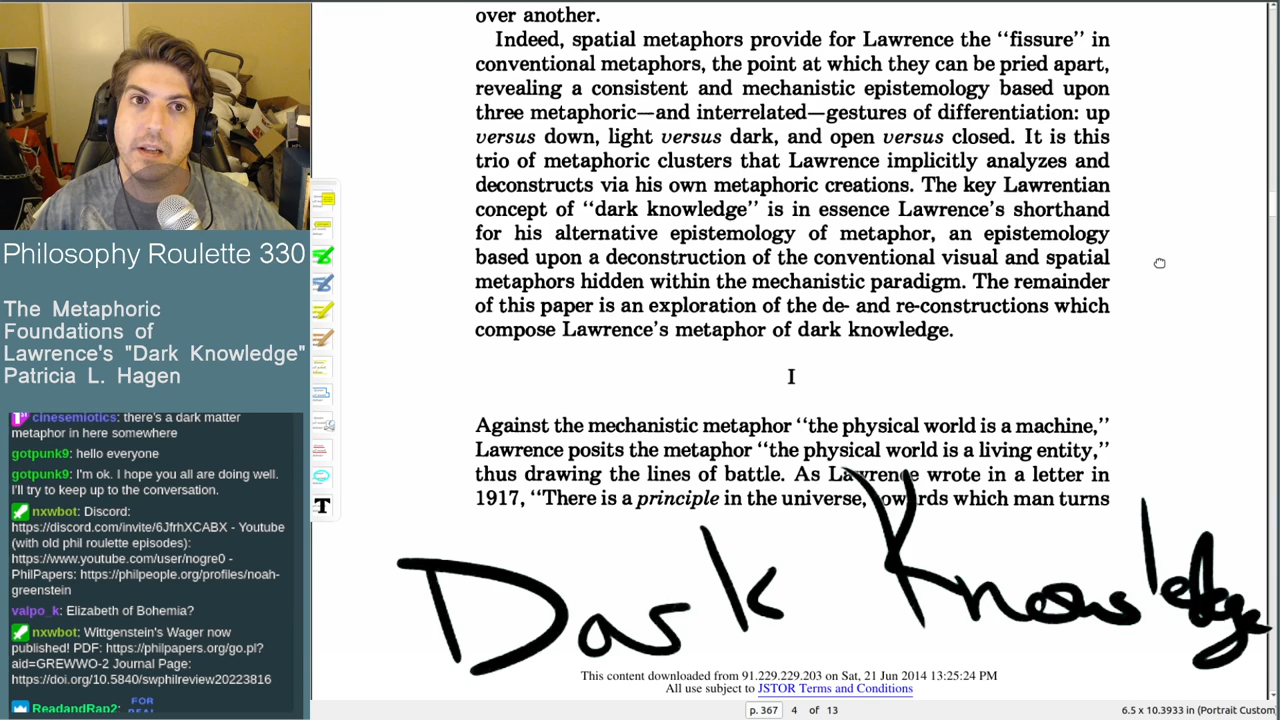 over another.
Indeed, spatial metaphors provide for Lawrence the “fissure” in
conventional metaphors, the point at which they can be pried apart,
revealing a consistent and mechanistic epistemology based upon
three metaphoric—and interrelated—gestures of differentiation: up
versus down, light versus dark, and open versus closed. It is this
trio of metaphoric clusters that Lawrence implicitly analyzes and
deconstructs via his own metaphoric creations. The key Lawrentian
concept of “dark knowledge” is in essence Lawrence’s shorthand
for his alternative epistemology of metaphor, an epistemology
based upon a deconstruction of the conventional visual and spatial
metaphors hidden within the mechanistic paradigm. The remainder
of this paper is an exploration of the de- and re-constructions which
compose Lawrence’s metaphor of dark knowledge.
I
Against the mechanistic metaphor “the physical world is a machine,”
Lawrence posits the metaphor “the physical world is a living entity,”
thus drawing the lines of battle. As Lawrence wrote in a letter in
1917, “There is a principle in the universe, towards which man turns
Dark Knowledge
This content downloaded from 91.229.229.203 on Sat, 21 Jun 2014 13:25:24 PM
All use subject to JSTOR Terms and Conditions
p. 367 4 of 13
6.5 x 10.3933 in (Portrait Custom
Philosophy Roulette 330
The Metaphoric
Foundations of
Lawrence's "Dark Knowledge"
Patricia L. Hagen
chipsemiotics: there's a dark matter
metaphor in here somewhere
gotpunk9: hello everyone
gotpunk9: I'm ok. I hope you all are doing well.
I'll try to keep up to the conversation.
nxwbot: Discord:
https://discord.com/invite/6JfrhXCABX - Youtube
(with old phil roulette episodes):
https://www.youtube.com/user/nogre0 -
PhilPapers: https://philpeople.org/profiles/noah-
greenstein
valpo_k: Elizabeth of Bohemia?
nxwbot: Wittgenstein's Wager now
published! PDF: https://philpapers.org/go.pl?
aid=GREWWO-2 Journal Page:
https://doi.org/10.5840/swphilreview20223816
ReadandRap2: FOR
T